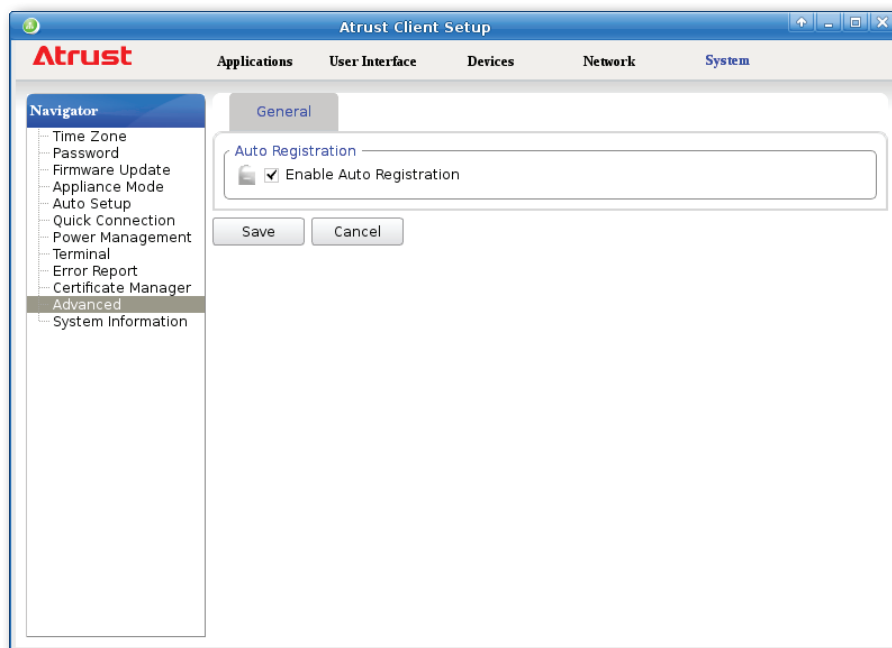 Atrust Client Setup
Atrust
Applications User Interface Devices Network System
Navigator
Time Zone
Password
Firmware Update
Appliance Mode
Auto Setup
Quick Connection
Power Management
Terminal
Error Report
Certificate Manager
Advanced
System Information
General
Auto Registration
Enable Auto Registration
Save Cancel